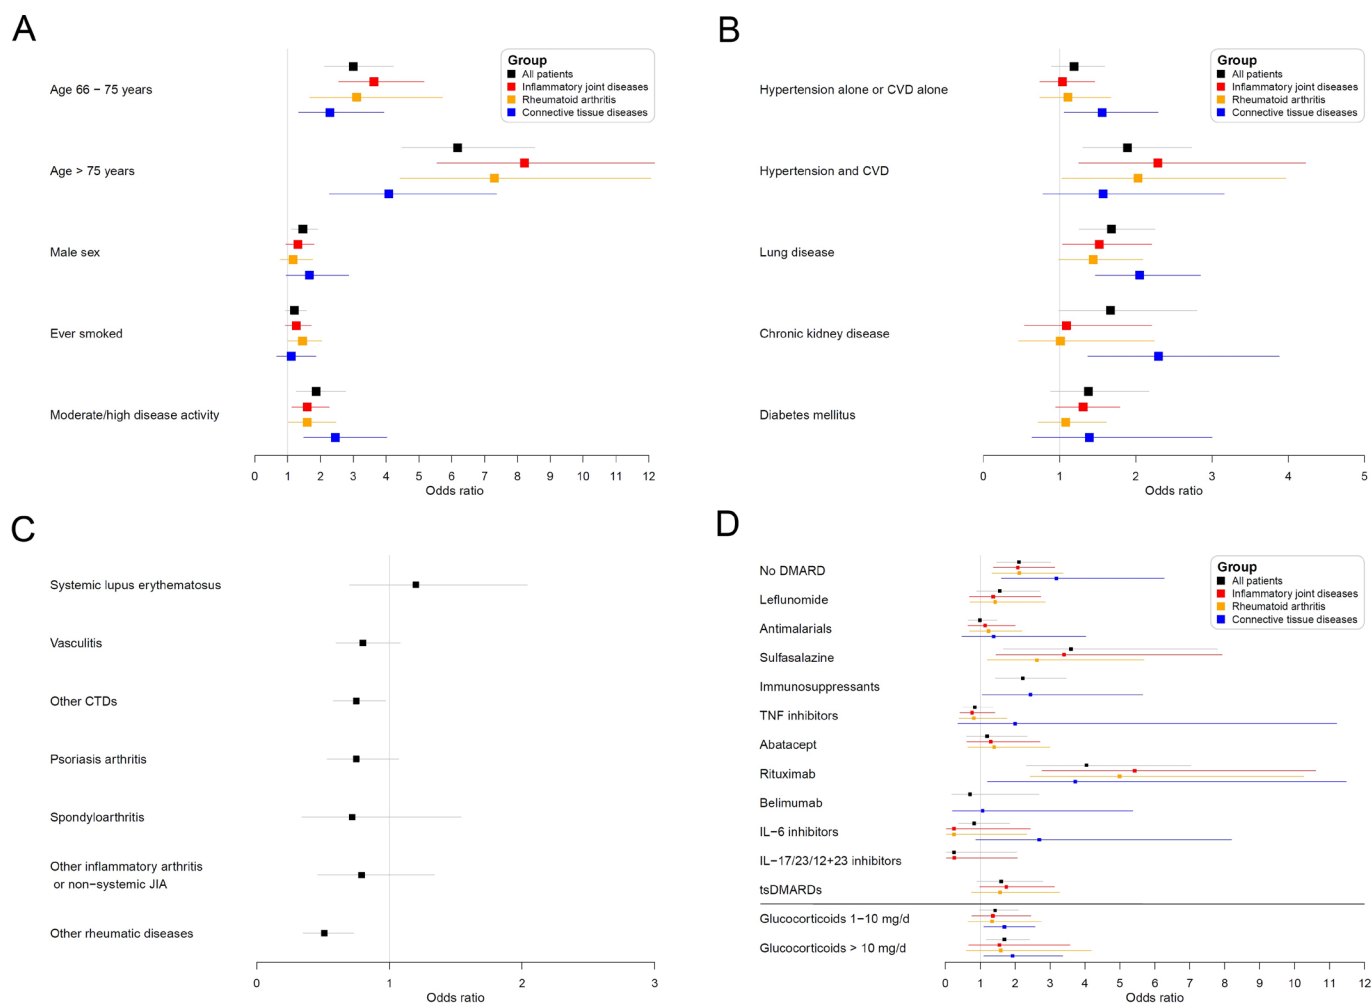 A
Age 66 − 75 years
Age > 75 years
Male sex
Ever smoked
Moderate/high disease activity
Group
All patients
Inflammatory joint diseases
Rheumatoid arthritis
Connective tissue diseases
0 1 2 3 4 5 6 7 8 9 10 11 12
Odds ratio
B
Hypertension alone or CVD alone
Hypertension and CVD
Lung disease
Chronic kidney disease
Diabetes mellitus
Group
All patients
Inflammatory joint diseases
Rheumatoid arthritis
Connective tissue diseases
0 1 2 3 4 5
Odds ratio
C
Systemic lupus erythematosus
Vasculitis
Other CTDs
Psoriasis arthritis
Spondyloarthritis
Other inflammatory arthritis
or non−systemic JIA
Other rheumatic diseases
0 1 2 3
Odds ratio
D
No DMARD
Leflunomide
Antimalarials
Sulfasalazine
Immunosuppressants
TNF inhibitors
Abatacept
Rituximab
Belimumab
IL−6 inhibitors
IL−17/23/12+23 inhibitors
tsDMARDs
Glucocorticoids 1−10 mg/d
Glucocorticoids > 10 mg/d
Group
All patients
Inflammatory joint diseases
Rheumatoid arthritis
Connective tissue diseases
0 1 2 3 4 5 6 7 8 9 10 11 12
Odds ratio